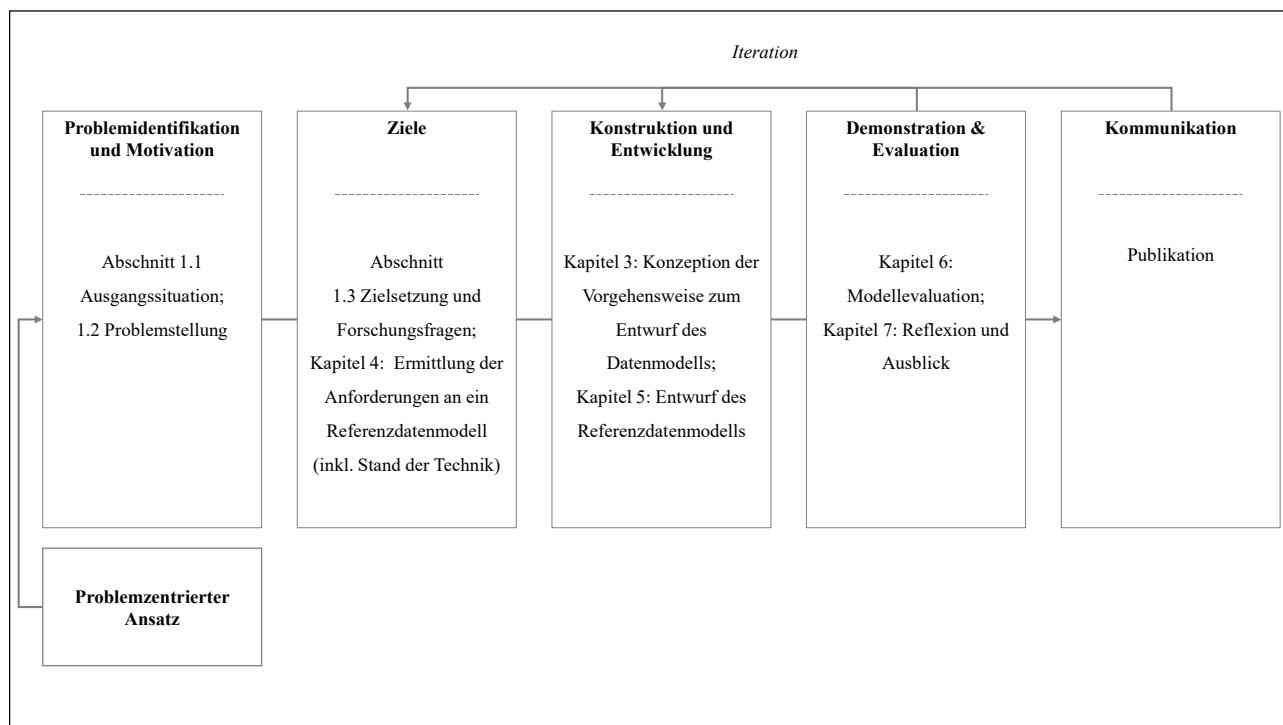 Iteration
Problemidentifikation
und Motivation
Abschnitt 1.1
Ausgangssituation;
1.2 Problemstellung
Ziele
Abschnitt
1.3 Zielsetzung und
Forschungsfragen;
Kapitel 4:  Ermittlung der
Anforderungen an ein
Referenzdatenmodell
(inkl. Stand der Technik)
Konstruktion und
Entwicklung
Kapitel 3: Konzeption der
Vorgehensweise zum
Entwurf des
Datenmodells;
Kapitel 5: Entwurf des
Referenzdatenmodells
Demonstration &
Evaluation
Kapitel 6:
Modellevaluation;
Kapitel 7: Reflexion und
Ausblick
Kommunikation
Publikation
Problemzentrierter
Ansatz